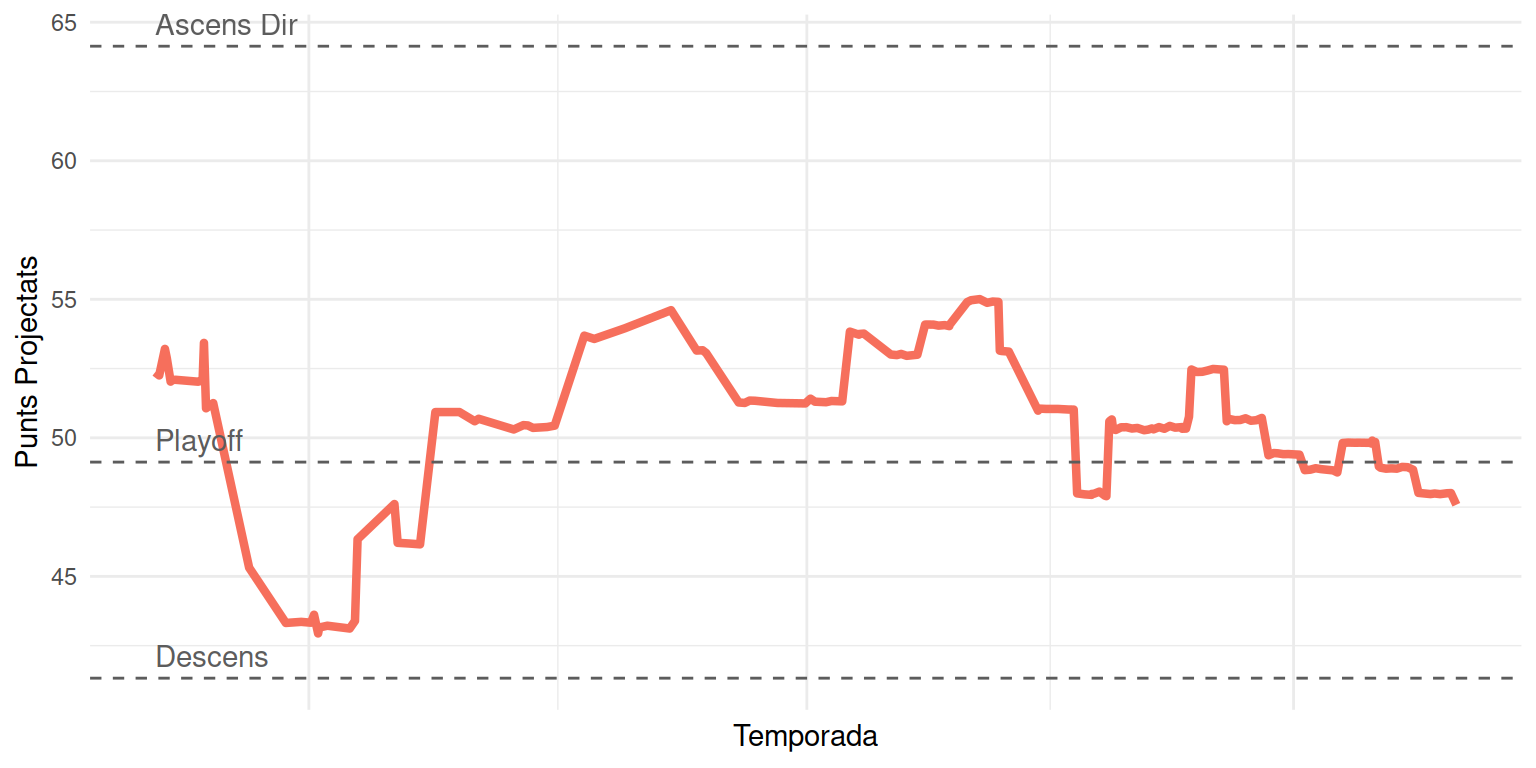 65
Ascens Dir
60
55
50
Playoff
45
Descens
Punts Projectats
Temporada